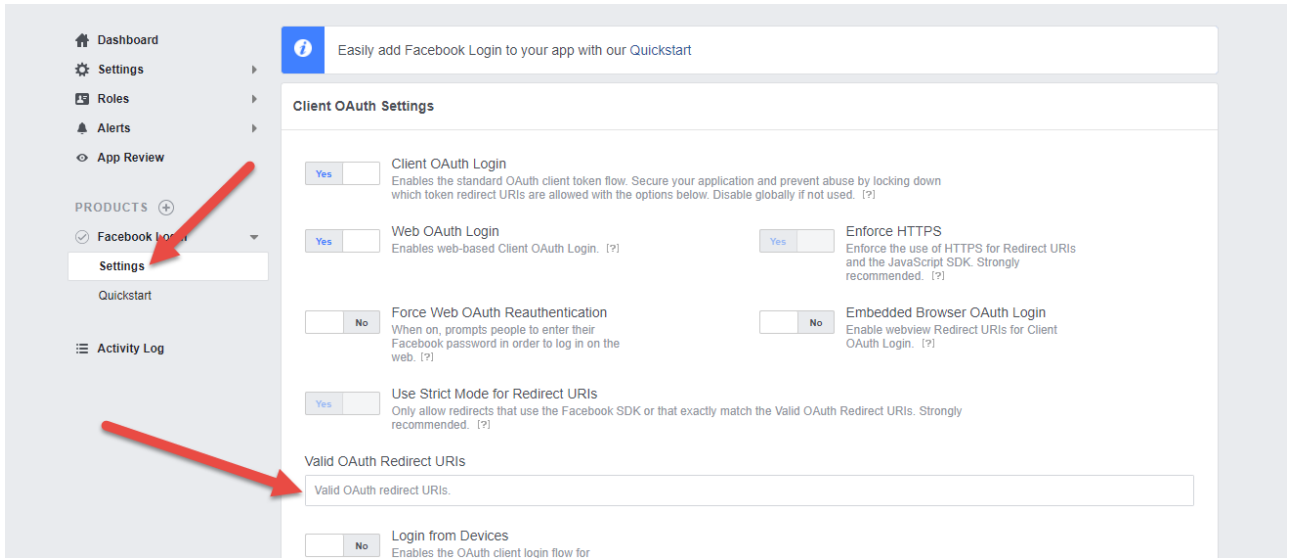 Dashboard
Settings
Roles
Alerts
App Review
PRODUCTS
Facebook
Settings
Quickstart
Activity Log
Easily add Facebook Login to your app with our Quickstart
Client OAuth Settings
Yes
Client OAuth Login
Enables the standard OAuth client token flow. Secure your application and prevent abuse by locking down
which token redirect URIs are allowed with the options below. Disable globally if not used. [?]
Yes
Web OAuth Login
Enables web-based Client OAuth Login. [?]
Yes
Enforce HTTPS
Enforce the use of HTTPS for Redirect URIs
and the JavaScript SDK. Strongly
recommended. [?]
No
Force Web OAuth Reauthentication
When on, prompts people to enter their
Facebook password in order to log in on the
web. [?]
No
Embedded Browser OAuth Login
Enable webview Redirect URIs for Client
OAuth Login. [?]
Yes
Use Strict Mode for Redirect URIs
Only allow redirects that use the Facebook SDK or that exactly match the Valid OAuth Redirect URIs. Strongly
recommended. [?]
Valid OAuth Redirect URIs
Valid OAuth redirect URIs.
No
Login from Devices
Enables the OAuth client login flow for